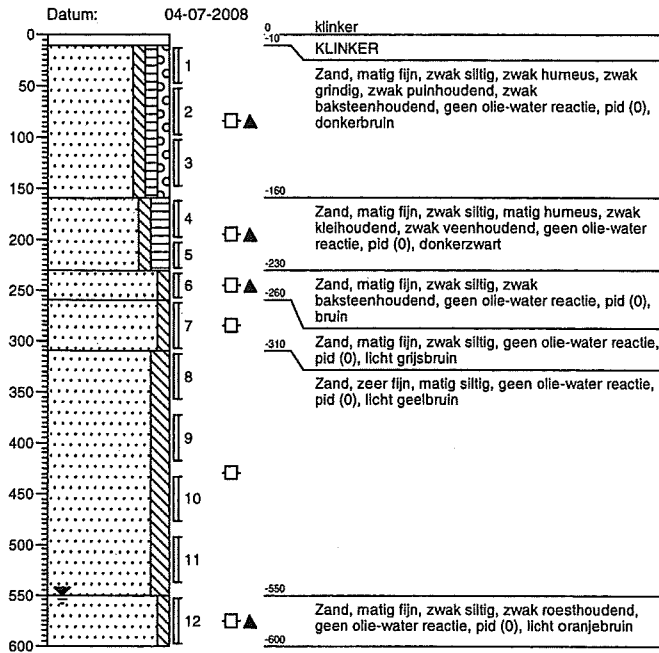 Datum: 04-07-2008
0
50
100
150
200
250
300
350
400
450
500
550
600
1
2
3
4
5
6
7
8
9
10
11
12
0 klinker
-10 KLINKER
Zand, matig fijn, zwak siltig, zwak humeus, zwak
grindig, zwak puinhoudend, zwak
baksteenhoudend, geen olie-water reactie, pid (0),
donkerbruin
-160
Zand, matig fijn, zwak siltig, matig humeus, zwak
kleihoudend, zwak veenhoudend, geen olie-water
reactie, pid (0), donkerzwart
-230
Zand, matig fijn, zwak siltig, zwak
baksteenhoudend, geen olie-water reactie, pid (0),
bruin
-260
Zand, matig fijn, zwak siltig, geen olie-water reactie,
pid (0), licht grijsbruin
-310
Zand, zeer fijn, matig siltig, geen olie-water reactie,
pid (0), licht geelbruin
-550
Zand, matig fijn, zwak siltig, zwak roesthoudend,
geen olie-water reactie, pid (0), licht oranjebruin
-600